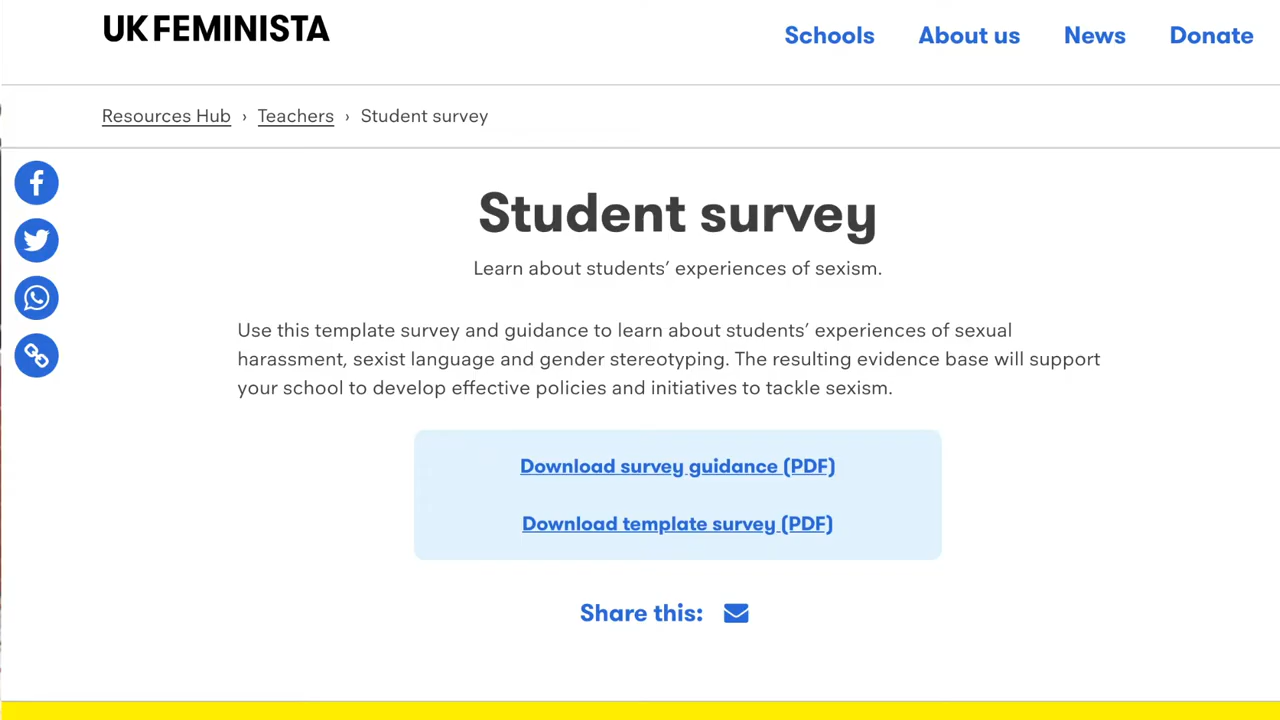 UK FEMINISTA
Schools About us News Donate
Resources Hub › Teachers › Student survey
Student survey
Learn about students’ experiences of sexism.
Use this template survey and guidance to learn about students’ experiences of sexual
harassment, sexist language and gender stereotyping. The resulting evidence base will support
your school to develop effective policies and initiatives to tackle sexism.
Download survey guidance (PDF)
Download template survey (PDF)
Share this: